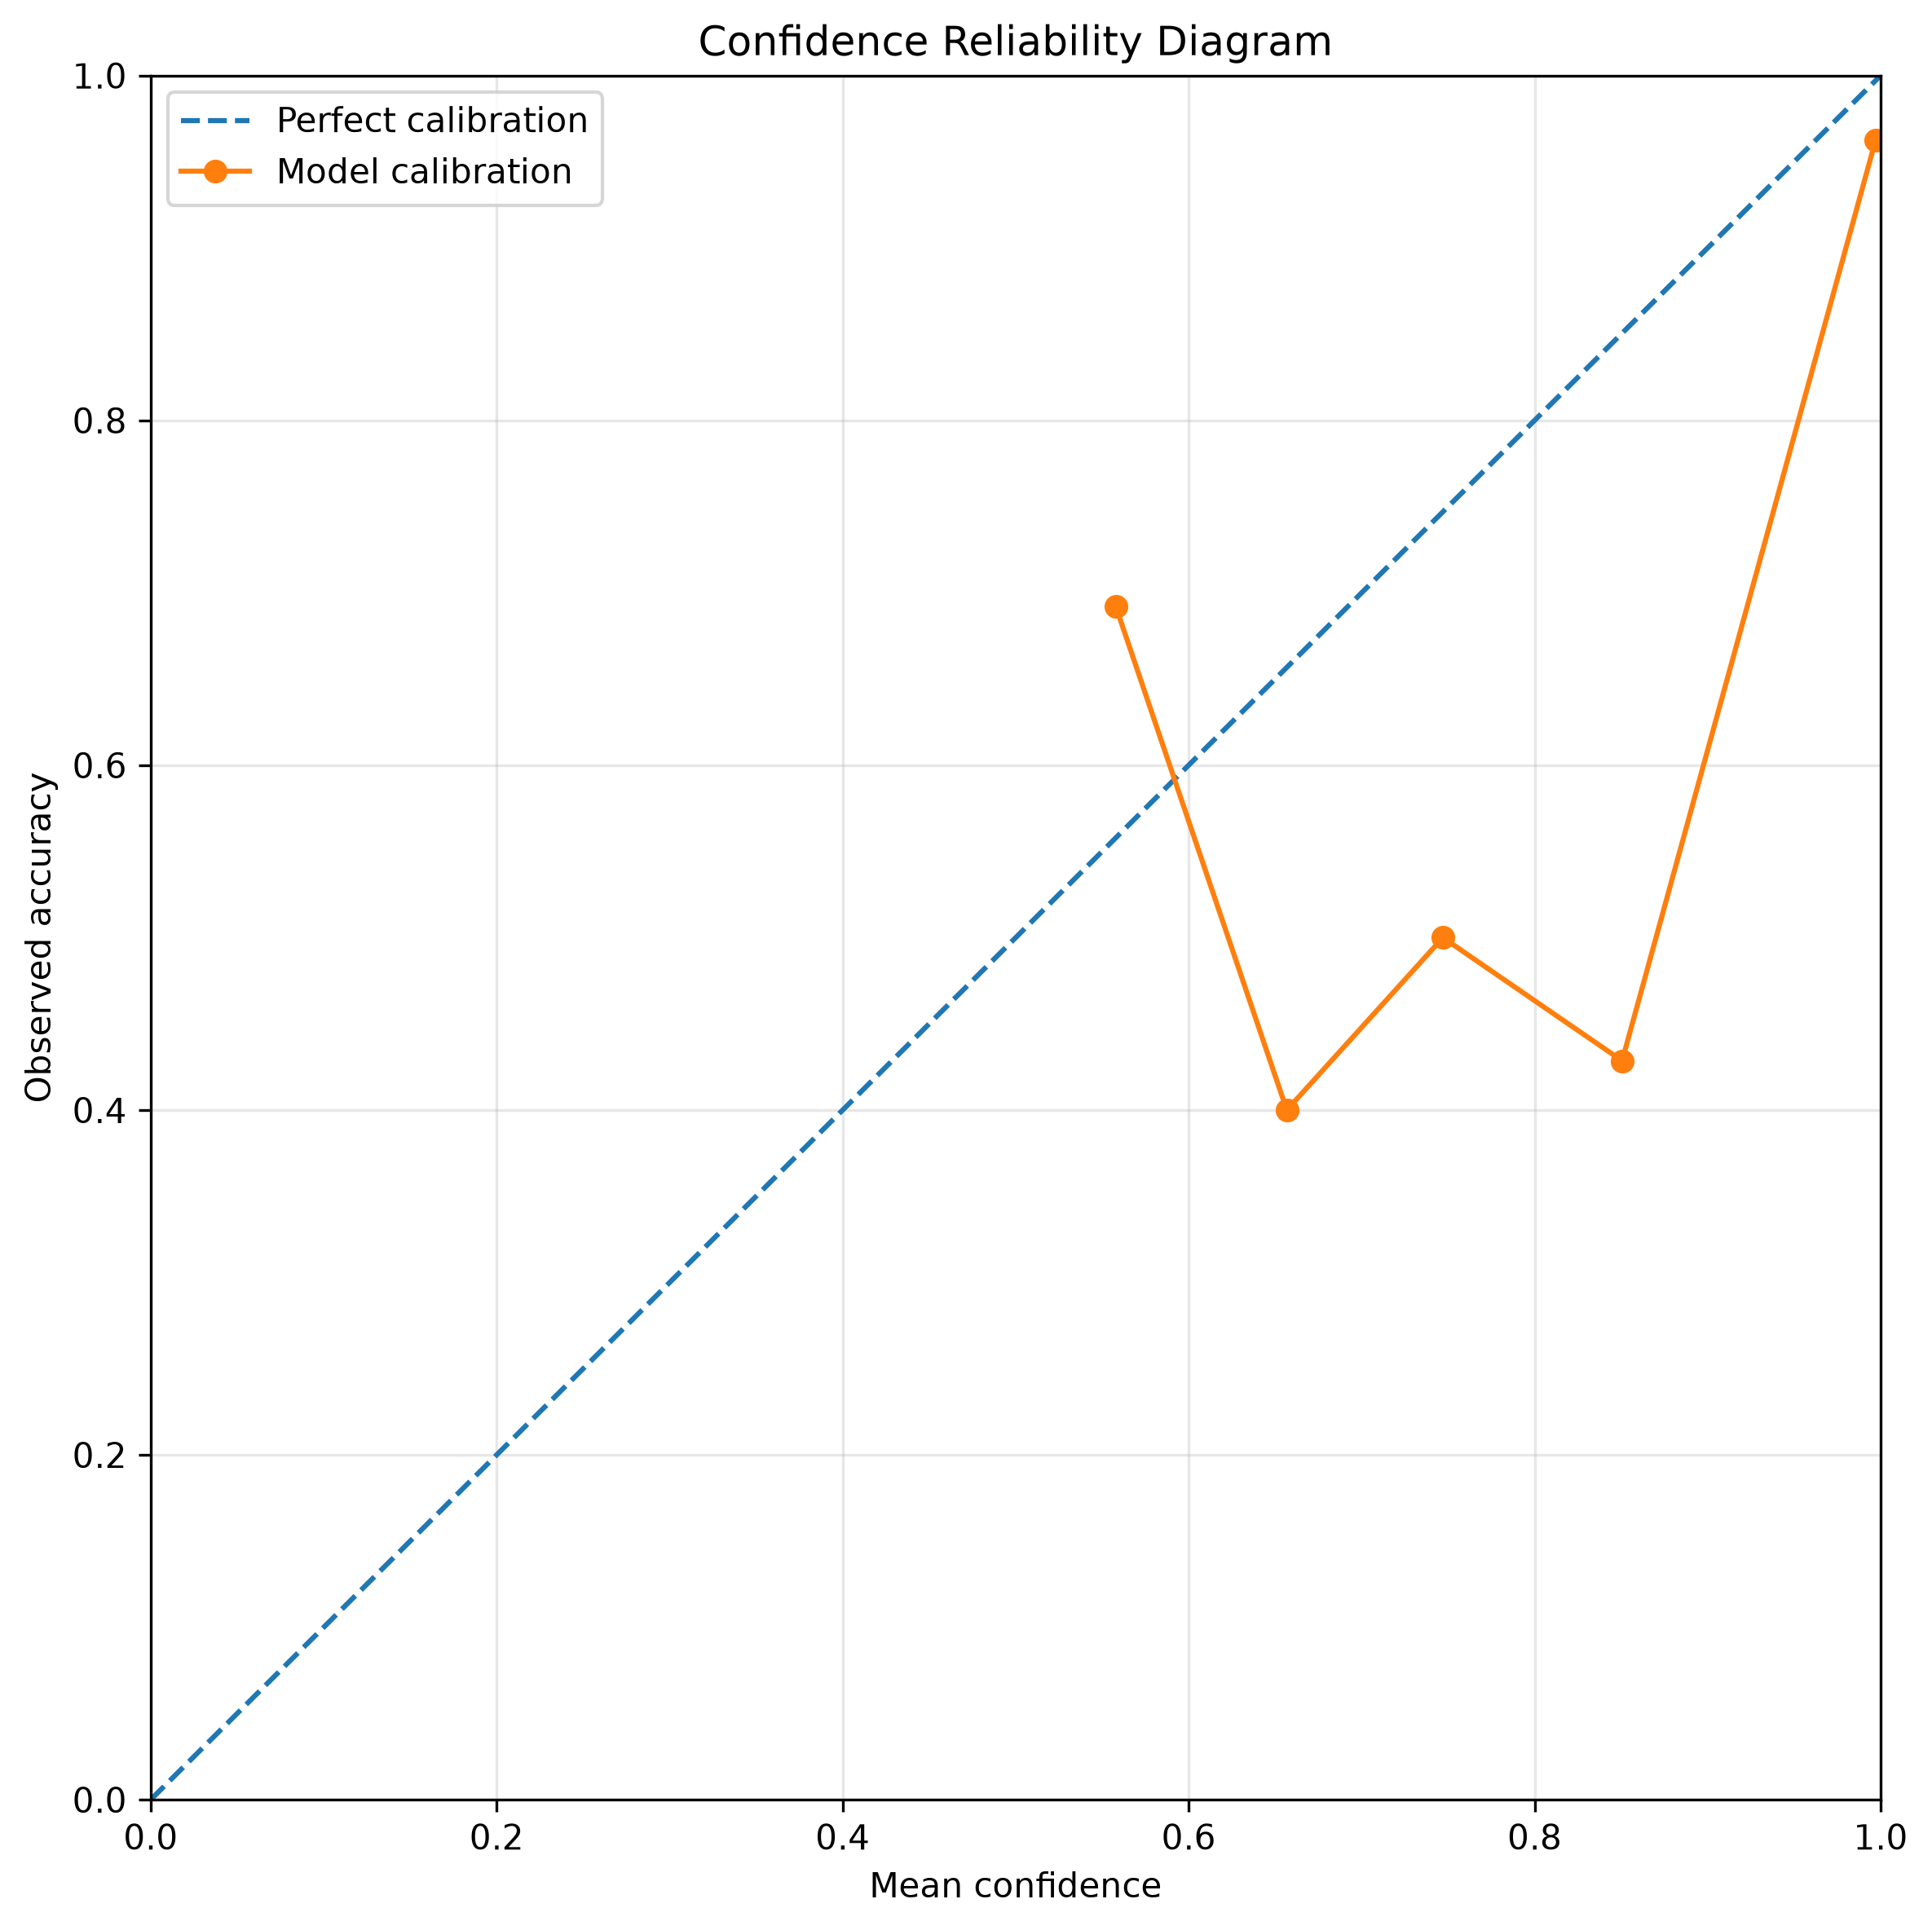 Confidence Reliability Diagram
Perfect calibration
Model calibration
Observed accuracy
1.0
0.8
0.6
0.4
0.2
0.0
0.0 0.2 0.4 0.6 0.8 1.0
Mean confidence